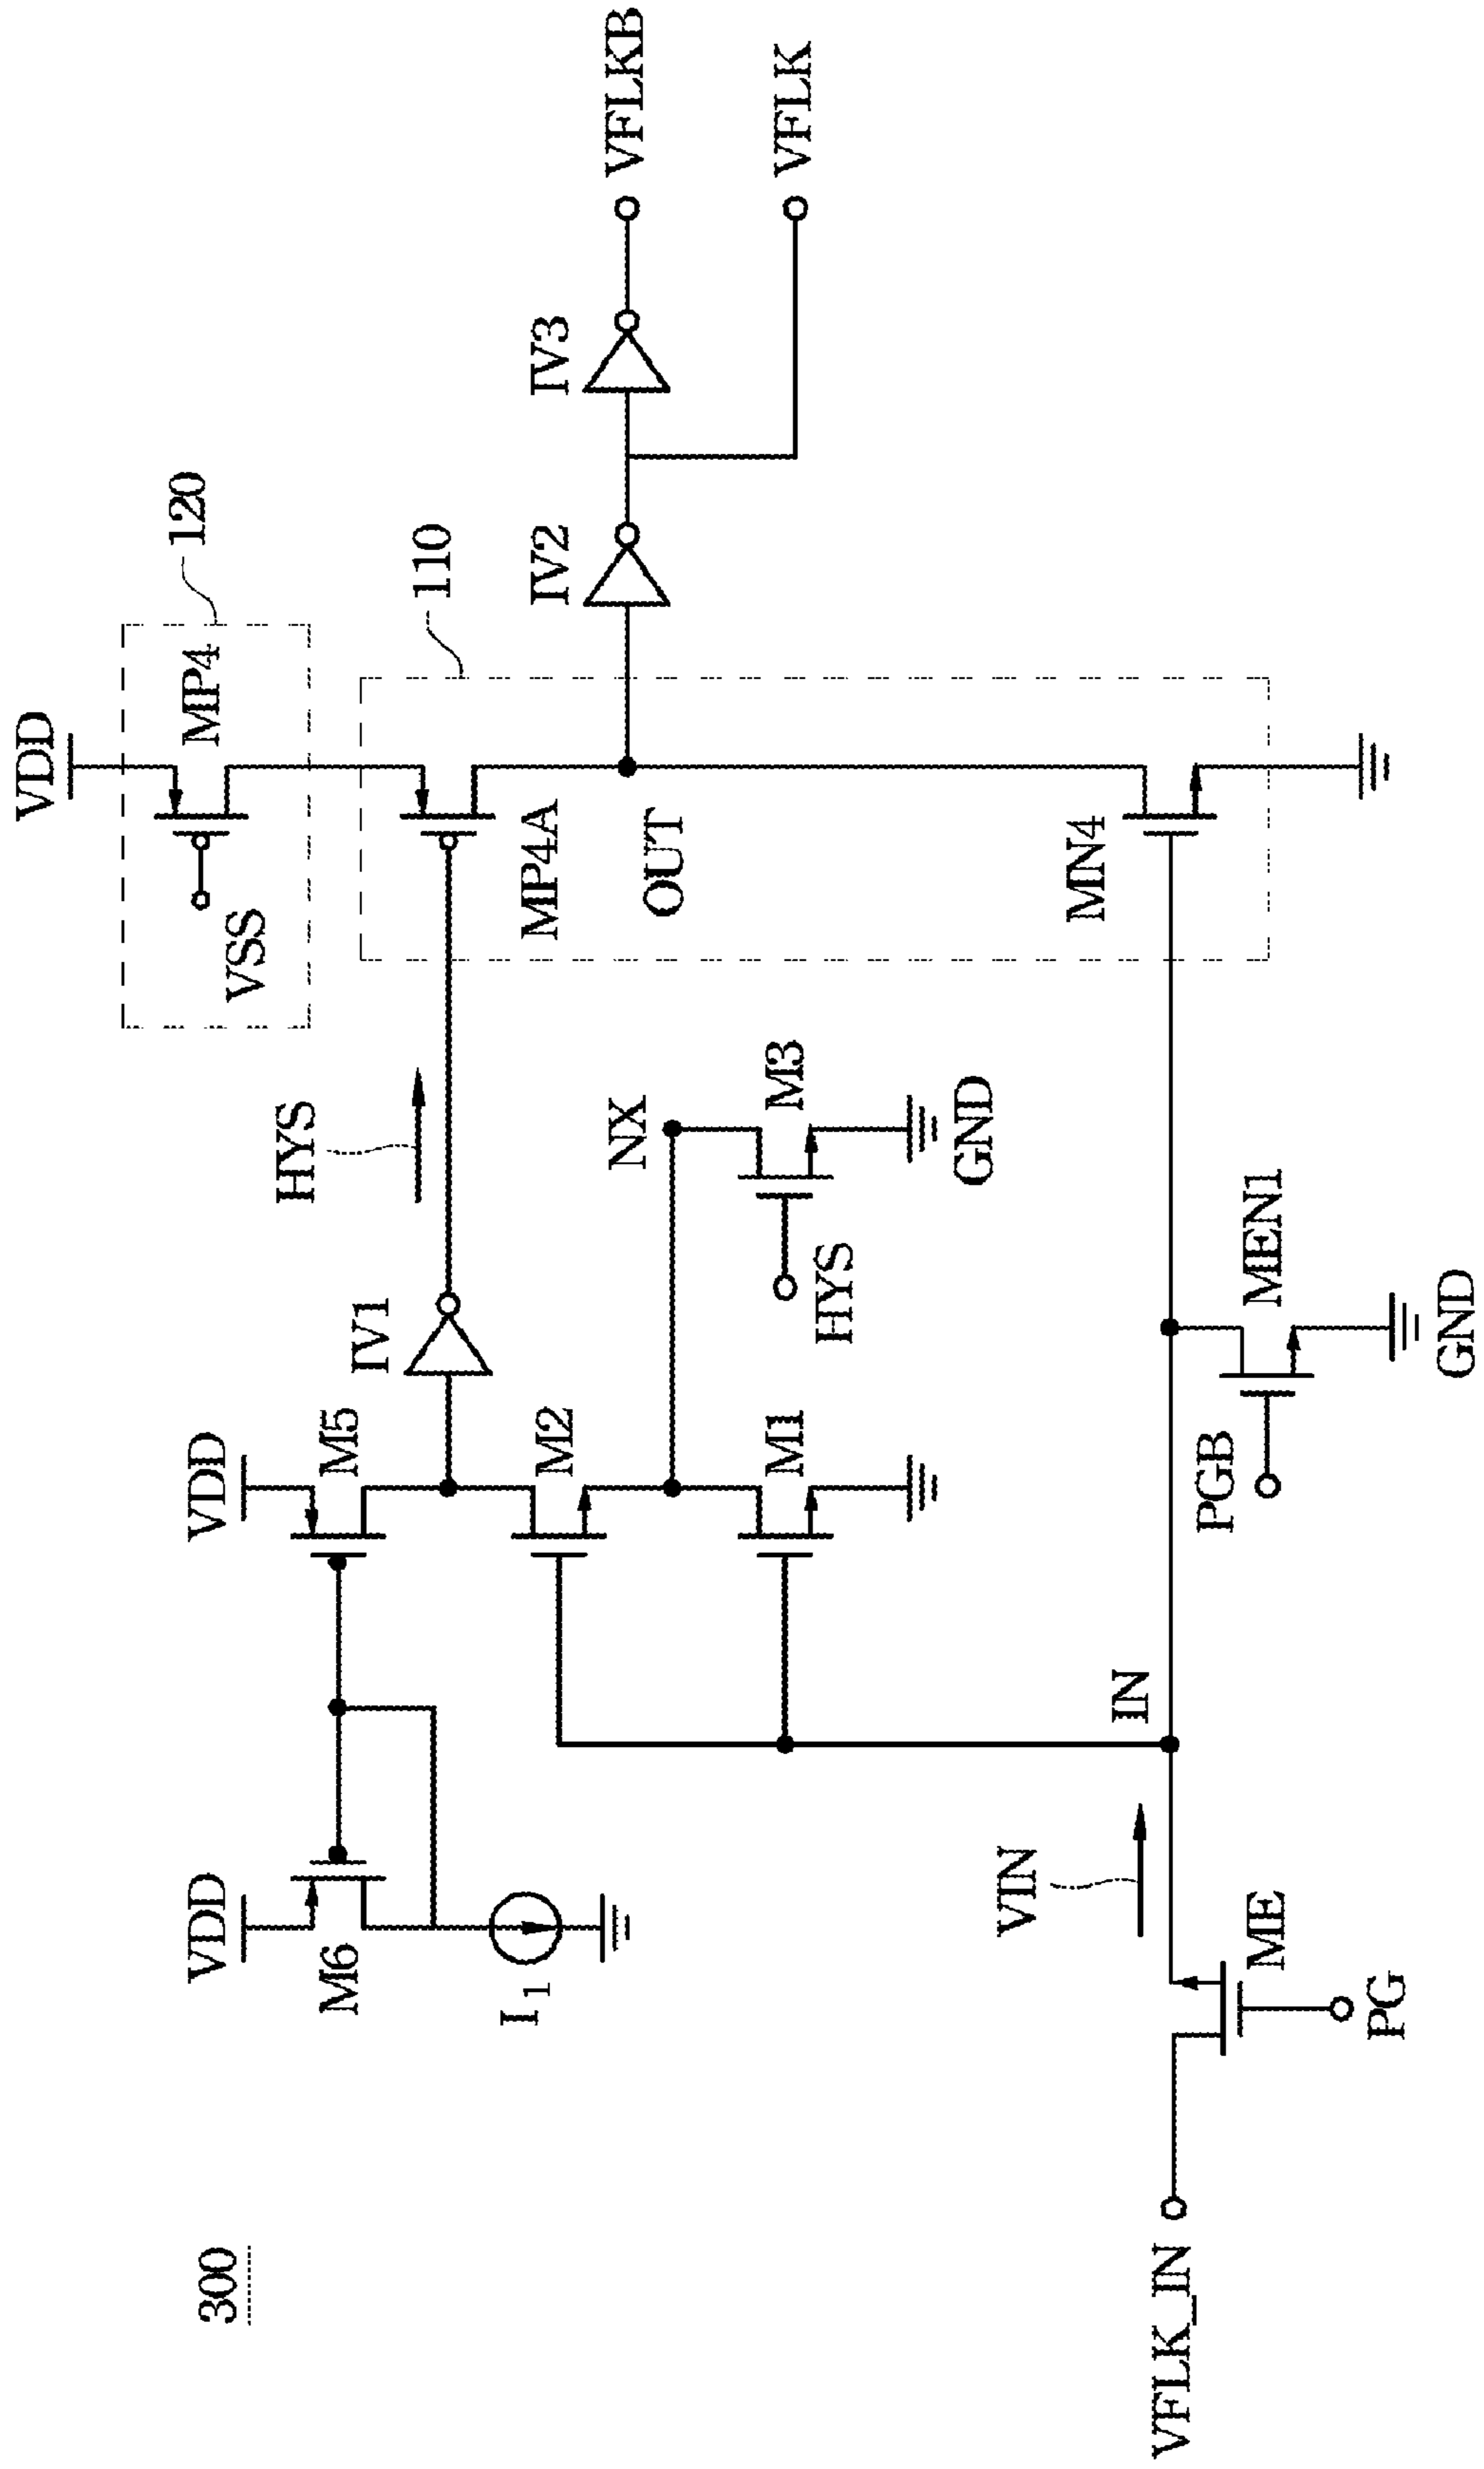 300
VDD
120
MP4
VSS
110
MP4A
OUT
MN4
VDD
M6
I1
VDD
M5
IV1
HYS
M2
NX
M1
M3
HYS
GND
IV2
IV3
VFLKB
VFLK
VFLK_IN
VIN
IN
ME
PG
PGB
MEN1
GND